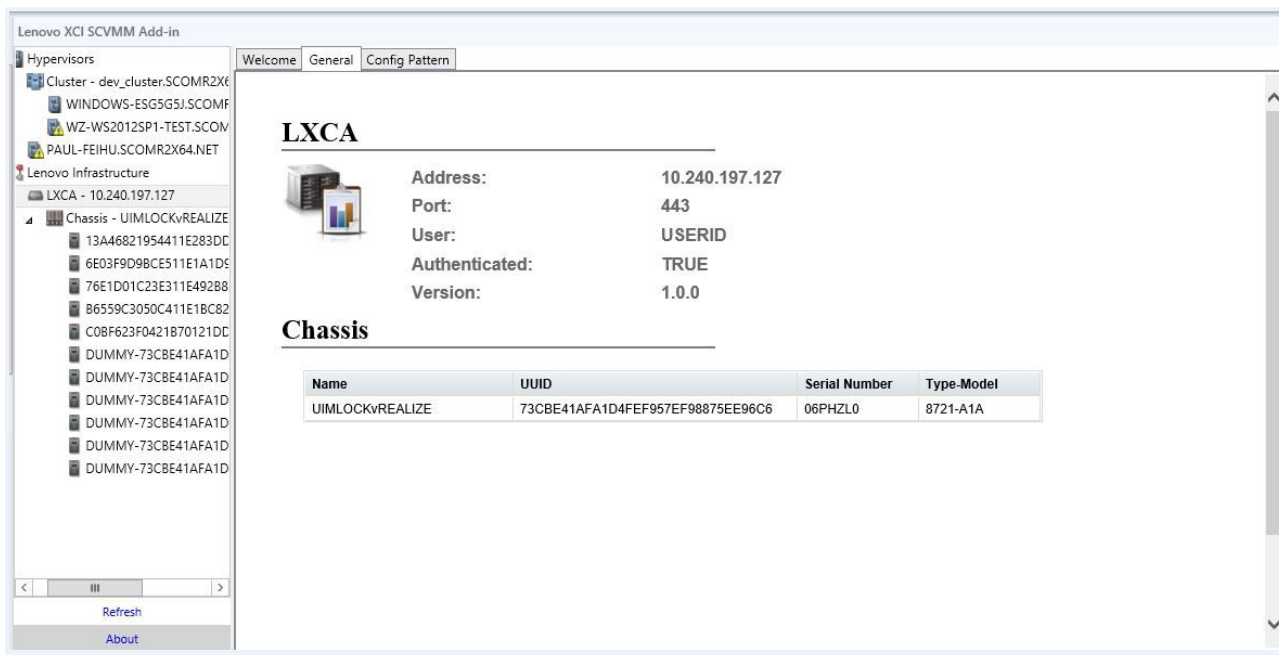 Lenovo XCI SCVMM Add-in
Hypervisors
Cluster - dev_cluster.SCOMR2X6
WINDOWS-ESG5G5J.SCOMR
WZ-WS2012SP1-TEST.SCOM
PAUL-FEIHU.SCOMR2X64.NET
Lenovo Infrastructure
LXCA - 10.240.197.127
Chassis - UIMLOCKvREALIZE
13A46821954411E283DD
6E03F9D9BCE511E1A1D9
76E1D01C23E311E492B8
B6559C3050C411E1BC82
C0BF623F0421B70121DD
DUMMY-73CBE41AFA1D
DUMMY-73CBE41AFA1D
DUMMY-73CBE41AFA1D
DUMMY-73CBE41AFA1D
DUMMY-73CBE41AFA1D
DUMMY-73CBE41AFA1D
Refresh
About
Welcome General Config Pattern
LXCA
Address: 10.240.197.127
Port: 443
User: USERID
Authenticated: TRUE
Version: 1.0.0
Chassis
Name UUID Serial Number Type-Model
UIMLOCKvREALIZE 73CBE41AFA1D4FEF957EF98875EE96C6 06PHZL0 8721-A1A